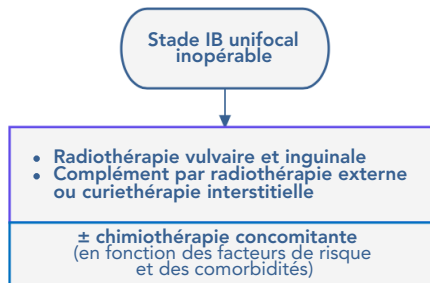 Stade IB unifocal
inopérable
• Radiothérapie vulvaire et inguinale
• Complément par radiothérapie externe
ou curiethérapie interstitielle
± chimiothérapie concomitante
(en fonction des facteurs de risque
et des comorbidités)